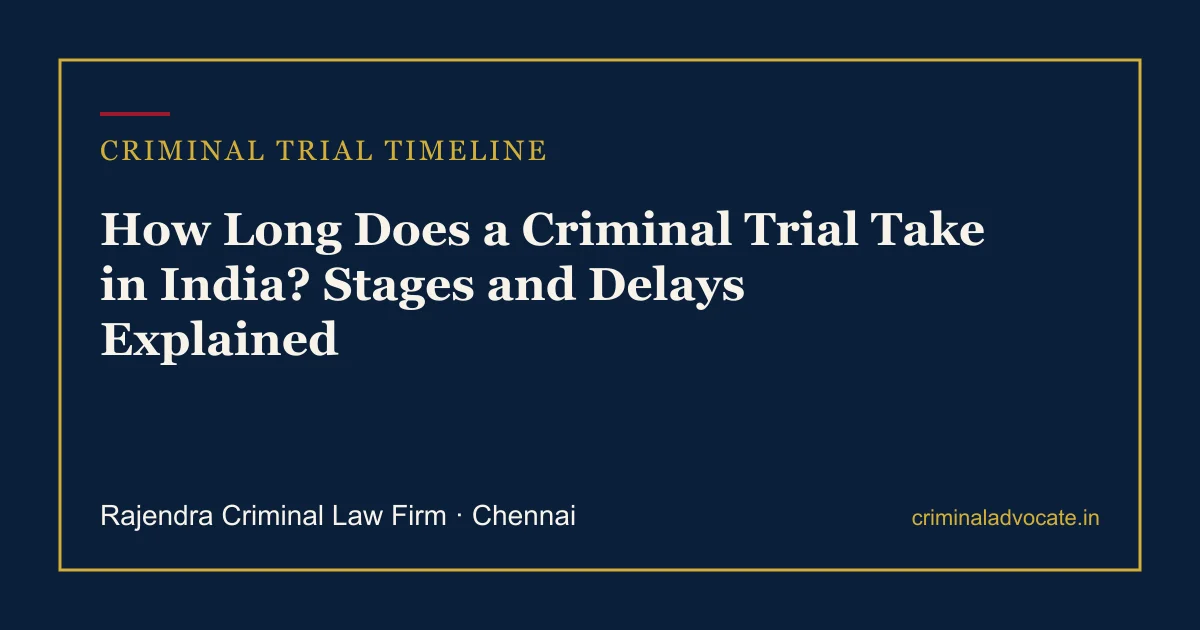 CRIMINAL TRIAL TIMELINE
How Long Does a Criminal Trial Take
in India? Stages and Delays
Explained
Rajendra Criminal Law Firm · Chennai
criminaladvocate.in